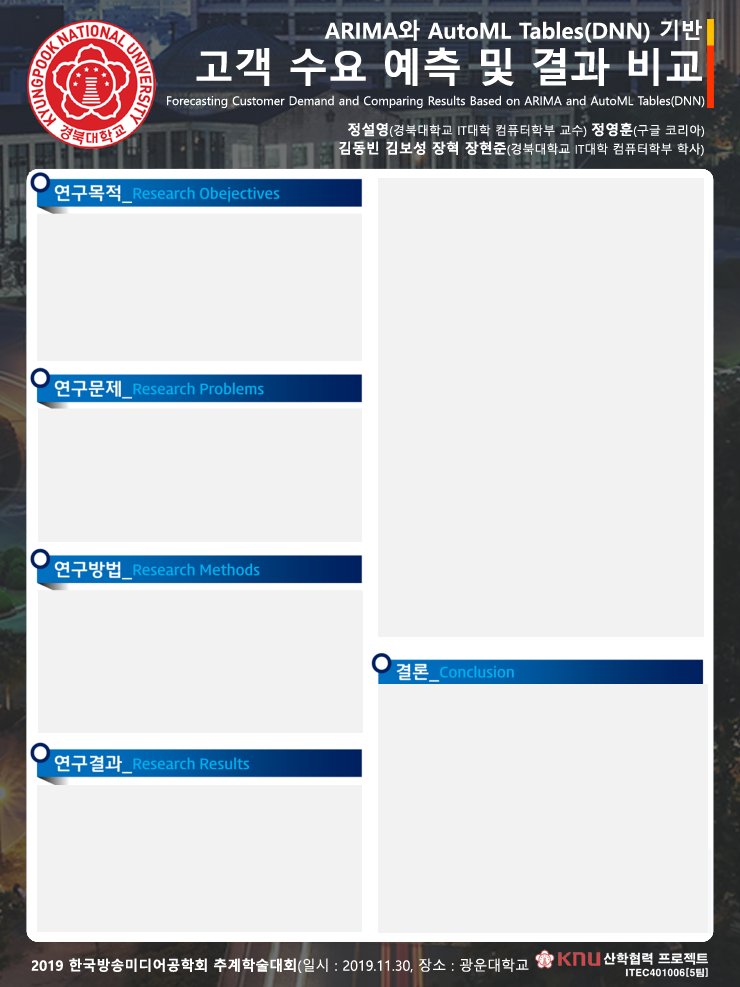 ARIMA와 AutoML Tables(DNN) 기반
고객 수요 예측 및 결과 비교
Forecasting Customer Demand and Comparing Results Based on ARIMA and AutoML Tables(DNN)
정설영(경북대학교 IT대학 컴퓨터학부 교수) 정영훈(구글 코리아)
김동빈 김보성 장혁 장현준(경북대학교 IT대학 컴퓨터학부 학사)
KYUNGPOOK NATIONAL UNIVERSITY
경북대학교
연구목적_Research Obejectives
연구문제_Research Problems
연구방법_Research Methods
연구결과_Research Results
결론_Conclusion
2019 한국방송미디어공학회 추계학술대회(일시 : 2019.11.30, 장소 : 광운대학교
KNU 산학협력 프로젝트
ITEC401006[5팀]